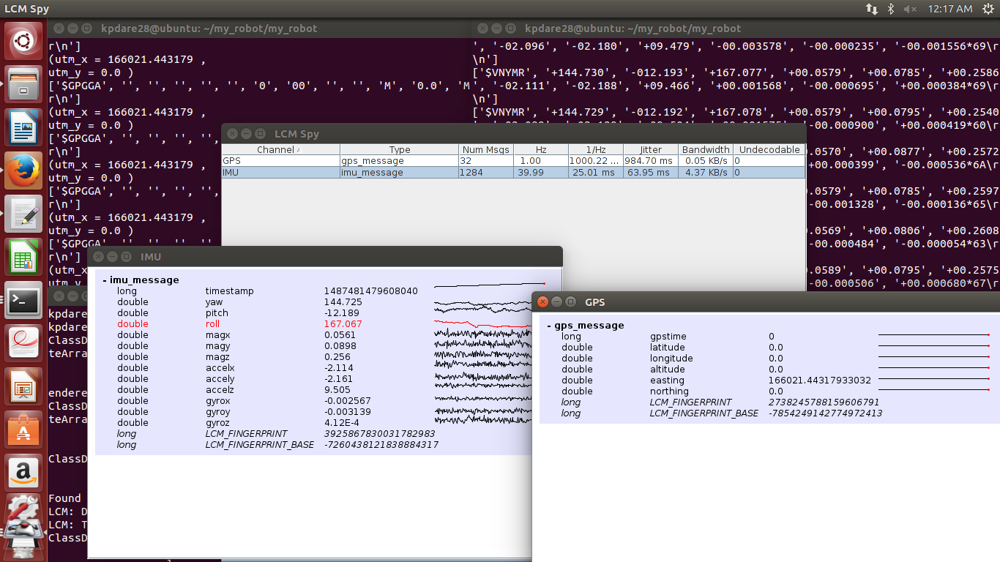 LCM Spy
12:17 AM
kpdare28@ubuntu: ~/my_robot/my_robot
r\n']
(utm_x = 166021.443179 ,
utm_y = 0.0 )
['$GPGGA', '', '', '', '', '', '0', '00', '', '', 'M', '0.0', 'M
r\n']
(utm_x = 166021.443179 ,
utm_y = 0.0 )
['$GPGGA', '', '', '', '',
r\n']
(utm_x = 166021.443179 ,
utm_y = 0.0 )
['$GPGGA', '', '', '', '',
r\n']
(utm_x = 166021.443179 ,
utm_y = 0.0 )
['$GPGGA', '', '', '', '',
r\n']
(utm_x
utm_y
kpdare28@ubuntu: ~/my_robot/my_robot
', '-02.096', '-02.180', '+09.479', '-00.003578', '-00.000235', '-00.001556*69\r
\n']
['$VNYMR', '+144.730', '-012.193', '+167.077', '+00.0579', '+00.0785', '+00.2586
', '-02.111', '-02.188', '+09.466', '+00.001568', '-00.000695', '+00.000384*69\r
\n']
['$VNYMR', '+144.729', '-012.192', '+167.078', '+00.0579', '+00.0795', '+00.2540
-00.000900', '+00.000419*60\r
.0570', '+00.0877', '+00.2572
+00.000399', '-00.000536*6A\r
.0579', '+00.0785', '+00.2597
-00.001328', '-00.000136*65\r
.0569', '+00.0806', '+00.2608
-00.000484', '-00.000054*63\r
.0589', '+00.0795', '+00.2575
-00.000506', '+00.000680*67\r
LCM Spy
Channel Type Num Msgs Hz 1/Hz Jitter Bandwidth Undecodable
GPS gps_message 32 1.00 1000.22 ... 984.70 ms 0.05 KB/s 0
IMU imu_message 1284 39.99 25.01 ms 63.95 ms 4.37 KB/s 0
IMU
- imu_message
long timestamp 1487481479608040
double yaw 144.725
double pitch -12.189
double roll 167.067
double magx 0.0561
double magy 0.0898
double magz 0.256
double accelx -2.114
double accely -2.161
double accelz 9.505
double gyrox -0.002567
double gyroy -0.003139
double gyroz 4.12E-4
long LCM_FINGERPRINT 3925867830031782983
long LCM_FINGERPRINT_BASE -7260438121838884317
GPS
- gps_message
long gpstime 0
double latitude 0.0
double longitude 0.0
double altitude 0.0
double easting 166021.44317933032
double northing 0.0
long LCM_FINGERPRINT 2738245788159606791
long LCM_FINGERPRINT_BASE -7854249142774972413
kpdare
kpdare
ClassD
teArra
endere
ClassD
teArra
ClassD
Found
LCM: D
LCM: T
ClassD